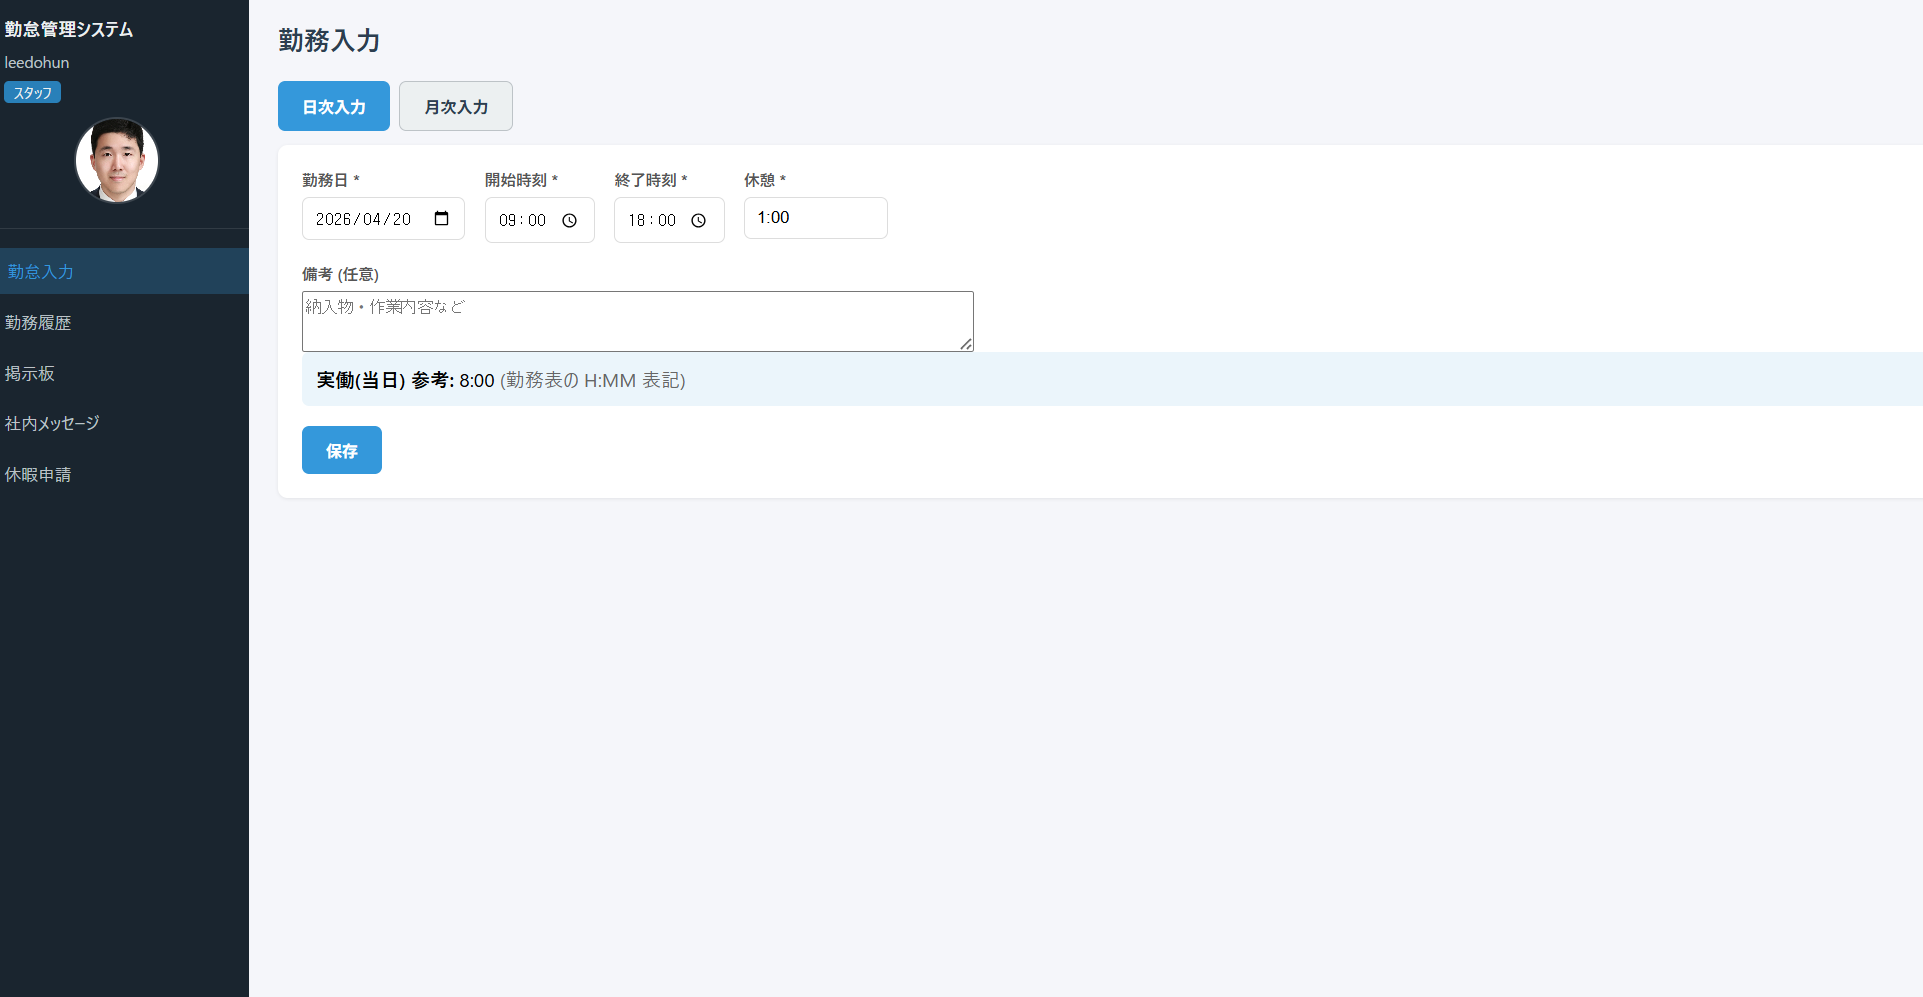 勤怠管理システム
leedohun
スタッフ
勤怠入力
勤務履歴
掲示板
社内メッセージ
休暇申請
勤務入力
日次入力 月次入力
勤務日 * 開始時刻 * 終了時刻 * 休憩 *
2026/04/20 09:00 18:00 1:00
備考 (任意)
納入物・作業内容など
実働(当日) 参考: 8:00 (勤務表の H:MM 表記)
保存